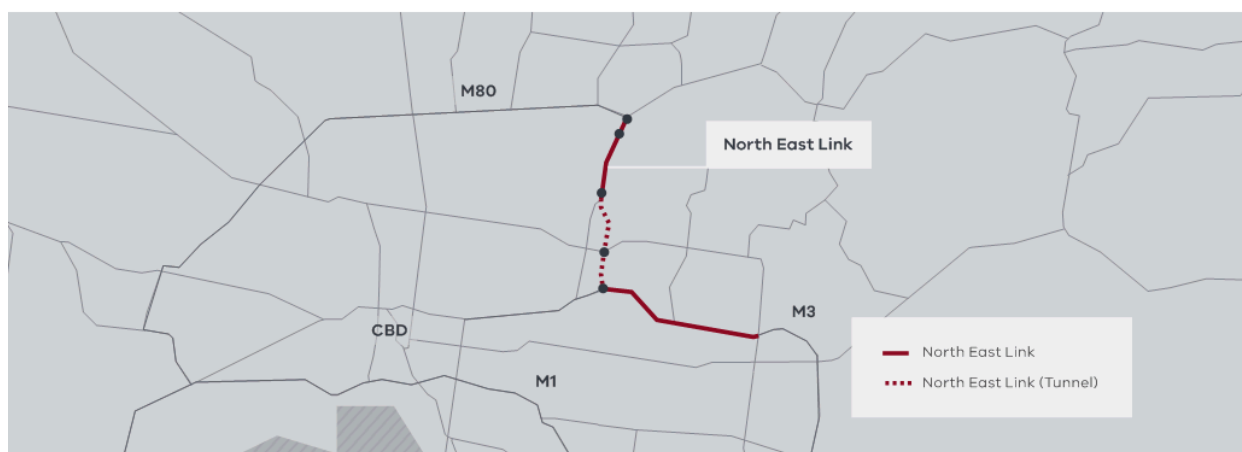 M80
North East Link
M3
CBD
M1
North East Link
North East Link (Tunnel)